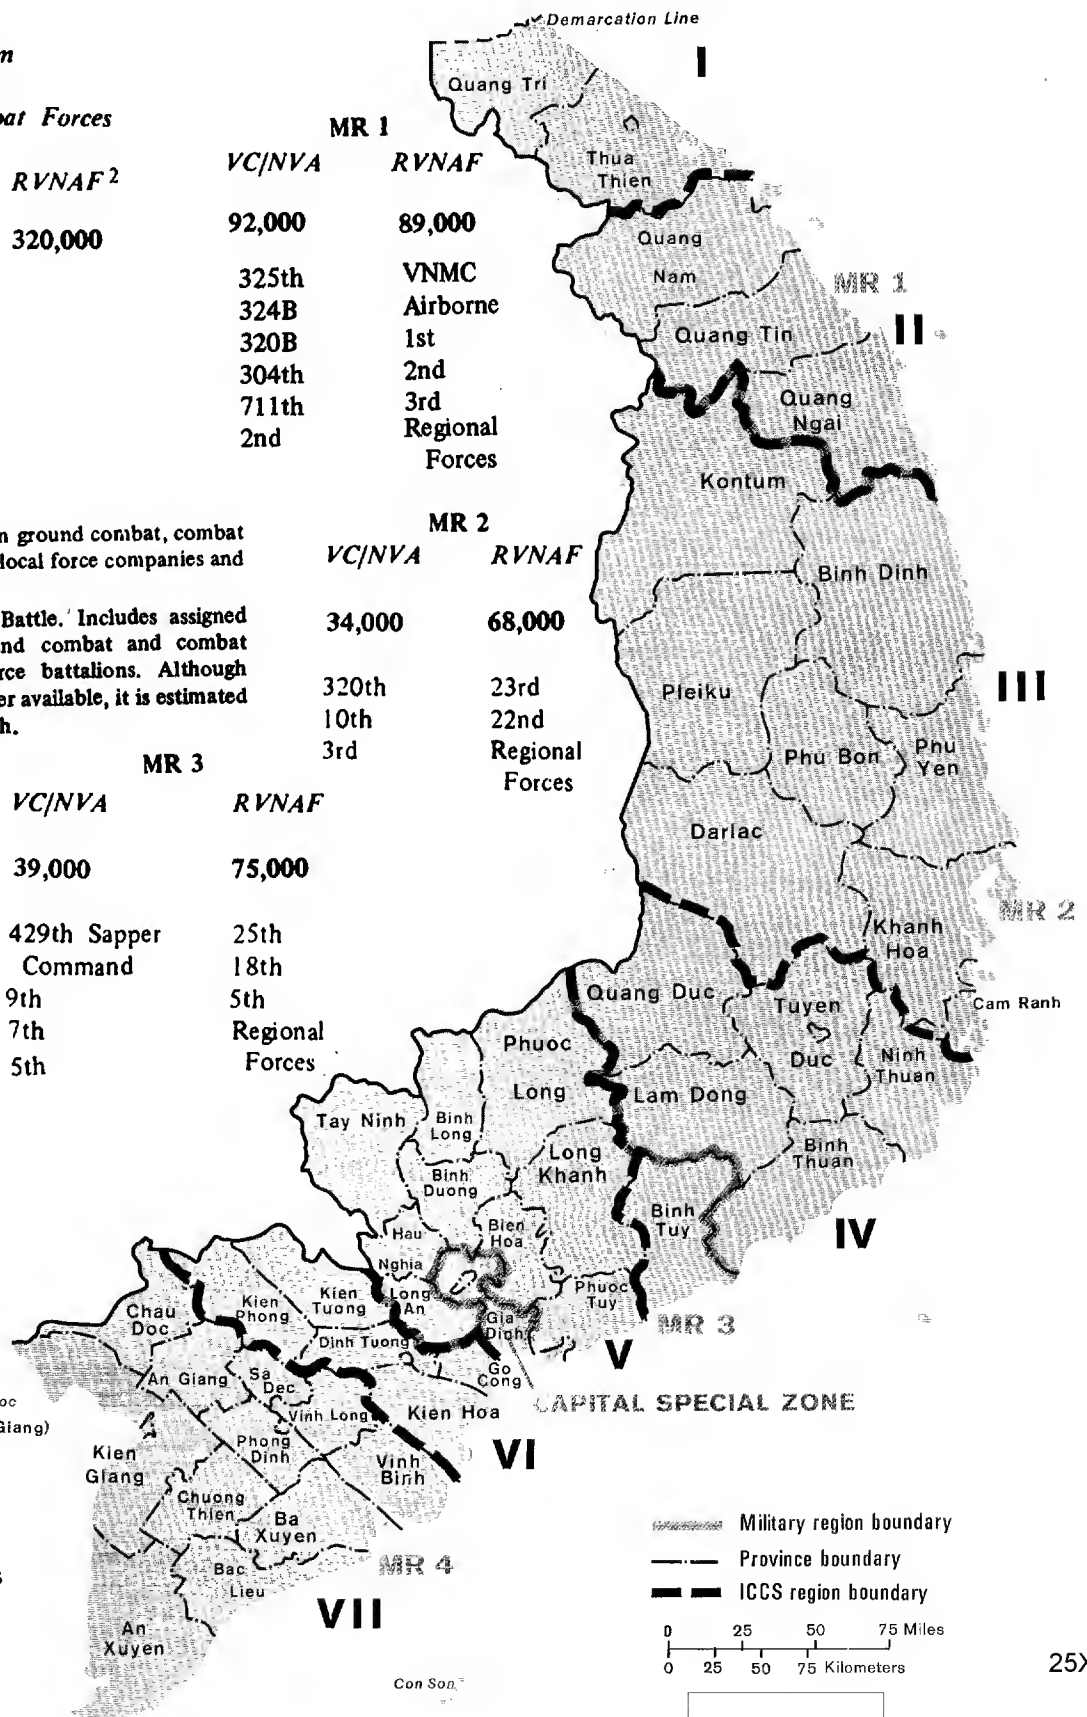 Demarcation Line
n
I
Quang Tri
oat Forces
MR 1
VC/NVA RVNAF
RVNAF2
Thua
Thien
92,000 89,000
320,000
Quang
Nam
325th VNMC
324B Airborne
320B 1st
304th 2nd
711th 3rd
2nd Regional
Forces
MR 1
II
Quang Tin
Quang
Ngai
Kontum
MR 2
n ground combat, combat
local force companies and
VC/NVA RVNAF
Binh Dinh
Battle. Includes assigned
nd combat and combat
rce battalions. Although
er available, it is estimated
h.
34,000 68,000
320th 23rd
10th 22nd
3rd Regional
Forces
Pleiku
III
Phu Bon
Phu
Yen
MR 3
VC/NVA RVNAF
Darlac
39,000 75,000
MR 2
429th Sapper 25th
Command 18th
9th 5th
7th Regional
5th Forces
Khanh
Hoa
Quang Duc
Tuyen
Duc
Cam Ranh
Phuoc
Long
Ninh
Thuan
Lam Dong
Tay Ninh
Binh
Long
Long
Khanh
Binh
Thuan
Binh
Duong
Binh
Tuy
Hau
Nghia
Bien
Hoa
IV
Phuoc
Tuy
Chau
Doc
Kien
Phong
Kien
Tuong
Long
An
Gia
Dinh
MR 3
Dinh Tuong
V
Go
Cong
An Giang
Sa
Dec
CAPITAL SPECIAL ZONE
oc
Giang)
Vinh Long
Kien Hoa
Kien
Giang
Phong
Dinh
Vinh
Binh
VI
Chuong
Thien
Ba
Xuyen
Bac
Lieu
MR 4
s
VII
An
Xuyen
Con Son
Military region boundary
Province boundary
ICCS region boundary
0 25 50 75 Miles
0 25 50 75 Kilometers
25X